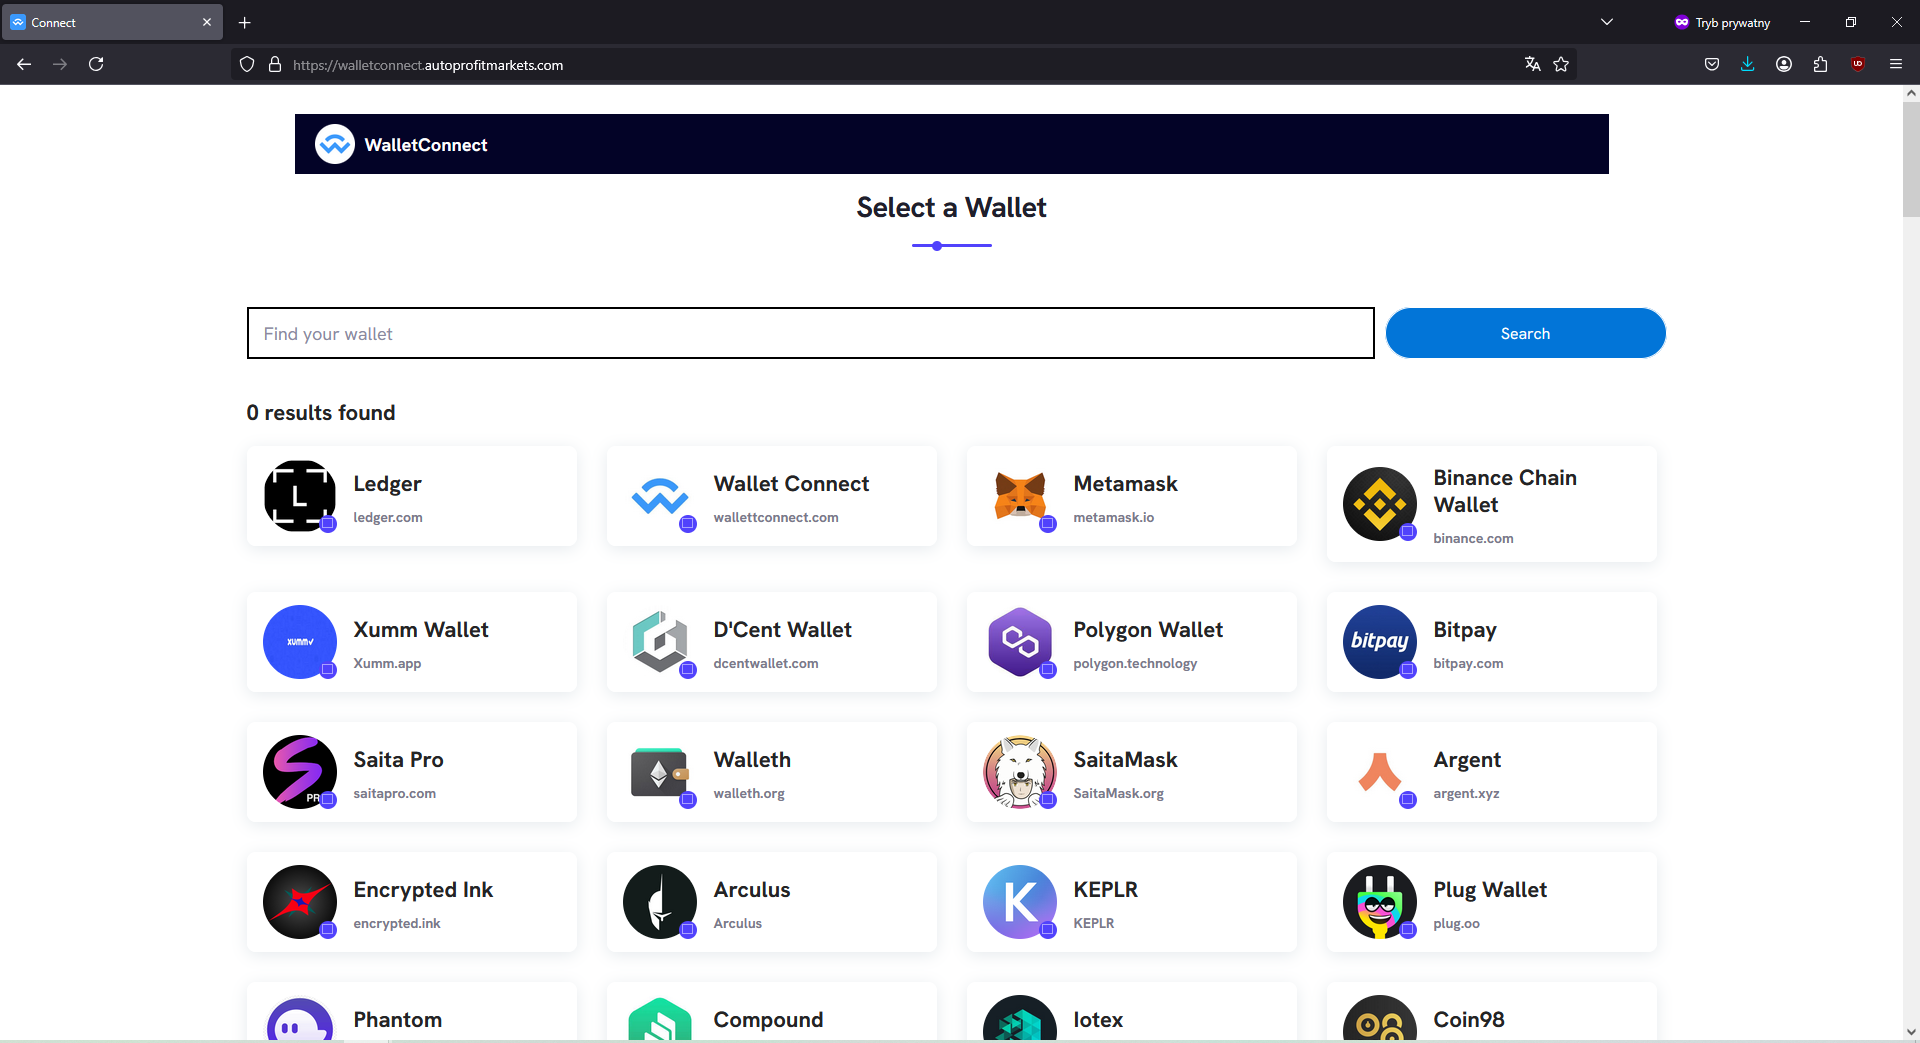 Connect
Tryb prywatny
https://walletconnect.autoprofitmarkets.com
WalletConnect
Select a Wallet
Find your wallet
Search
0 results found
Ledger
ledger.com
Wallet Connect
wallettconnect.com
Metamask
metamask.io
Binance Chain
Wallet
binance.com
Xumm Wallet
Xumm.app
D'Cent Wallet
dcentwallet.com
Polygon Wallet
polygon.technology
bitpay
Bitpay
bitpay.com
PR
Saita Pro
saitapro.com
Walleth
walleth.org
SaitaMask
SaitaMask.org
Argent
argent.xyz
Encrypted Ink
encrypted.ink
Arculus
Arculus
K
KEPLR
KEPLR
Plug Wallet
plug.oo
Phantom
Compound
Iotex
Coin98